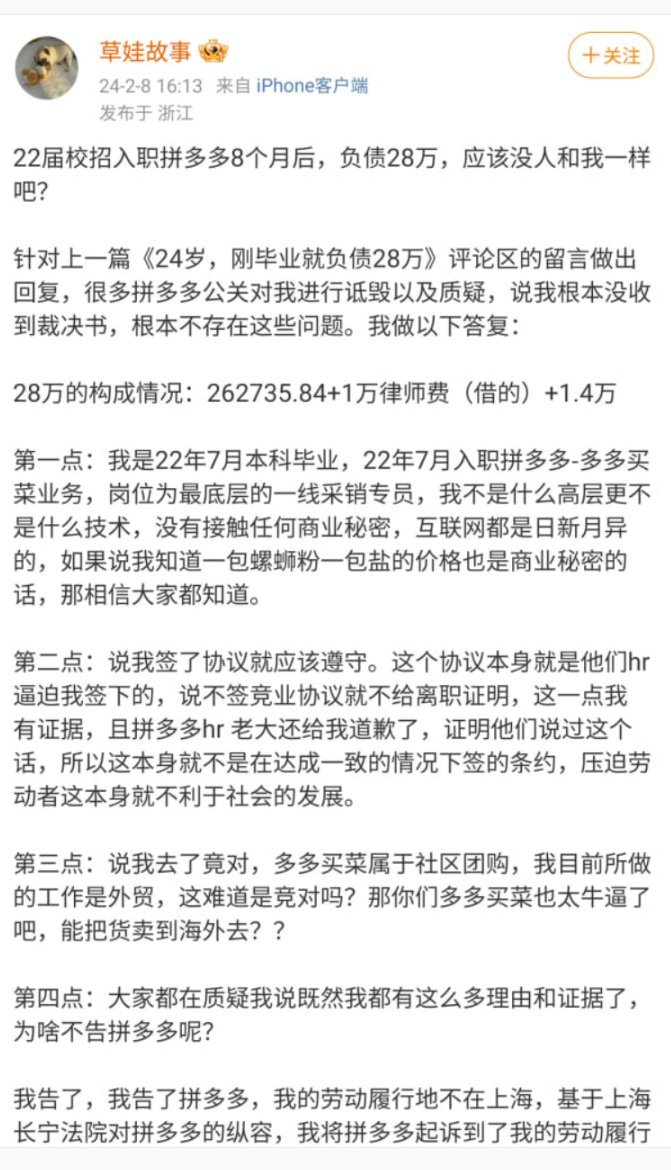 草娃故事
24-2-8 16:13 来自 iPhone客户端
发布于 浙江
+关注
22届校招入职拼多多8个月后，负债28万，应该没人和我一样
吧？
针对上一篇《24岁，刚毕业就负债28万》评论区的留言做出
回复，很多拼多多公关对我进行诋毁以及质疑，说我根本没收
到裁决书，根本不存在这些问题。我做以下答复：
28万的构成情况：262735.84+1万律师费（借的）+1.4万
第一点：我是22年7月本科毕业，22年7月入职拼多多-多多买
菜业务，岗位为最底层的一线采销专员，我不是什么高层更不
是什么技术，没有接触任何商业秘密，互联网都是日新月异
的，如果说我知道一包螺蛳粉一包盐的价格也是商业秘密的
话，那相信大家都知道。
第二点：说我签了协议就应该遵守。这个协议本身就是他们hr
逼迫我签下的，说不签竞业协议就不给离职证明，这一点我
有证据，且拼多多hr 老大还给我道歉了，证明他们说过这个
话，所以这本身就不是在达成一致的情况下签的条约，压迫劳
动者这本身就不利于社会的发展。
第三点：说我去了竟对，多多买菜属于社区团购，我目前所做
的工作是外贸，这难道是竞对吗？那你们多多买菜也太牛逼了
吧，能把货卖到海外去？？
第四点：大家都在质疑我说既然我都有这么多理由和证据了，
为啥不告拼多多呢？
我告了，我告了拼多多，我的劳动履行地不在上海，基于上海
长宁法院对拼多多的纵容，我将拼多多起诉到了我的劳动履行